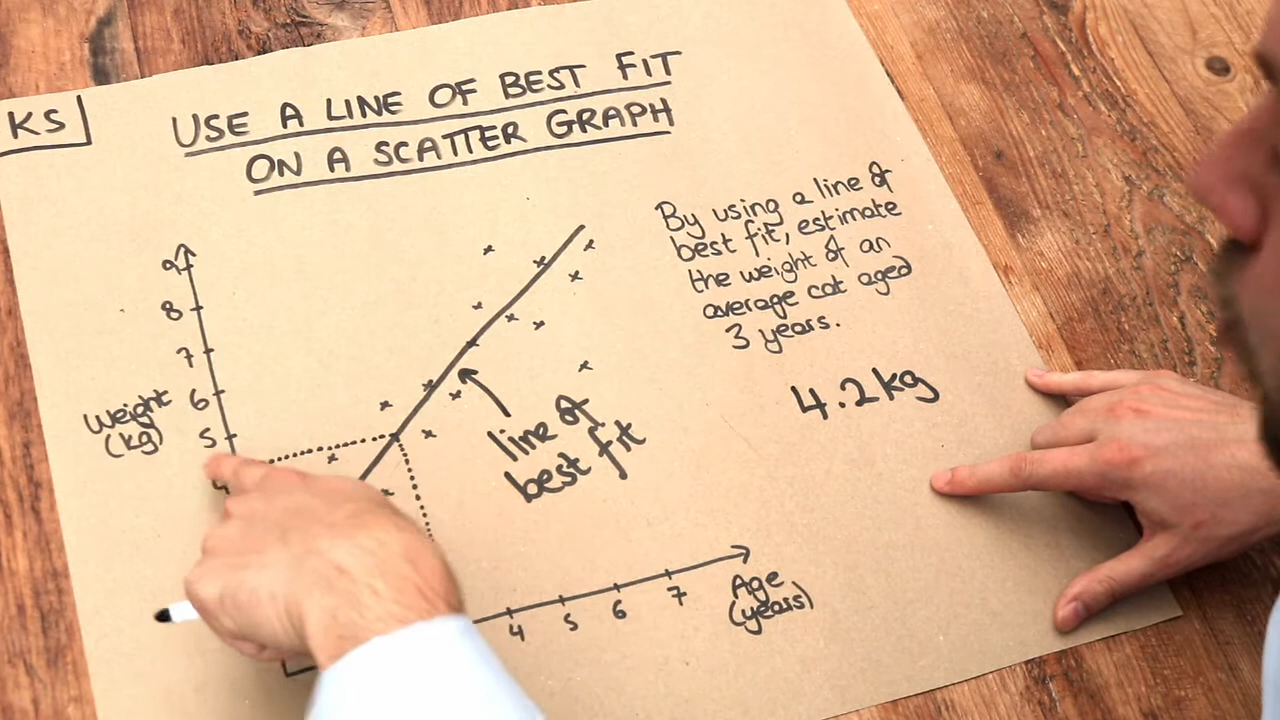 KS
USE A LINE OF BEST FIT
ON A SCATTER GRAPH
By using a line of
best fit, estimate
the weight of an
average cat aged
3 years.
4.2kg
9
8
7
6
5
4
Weight
(kg)
line of
best fit
4 5 6 7
Age
(years)